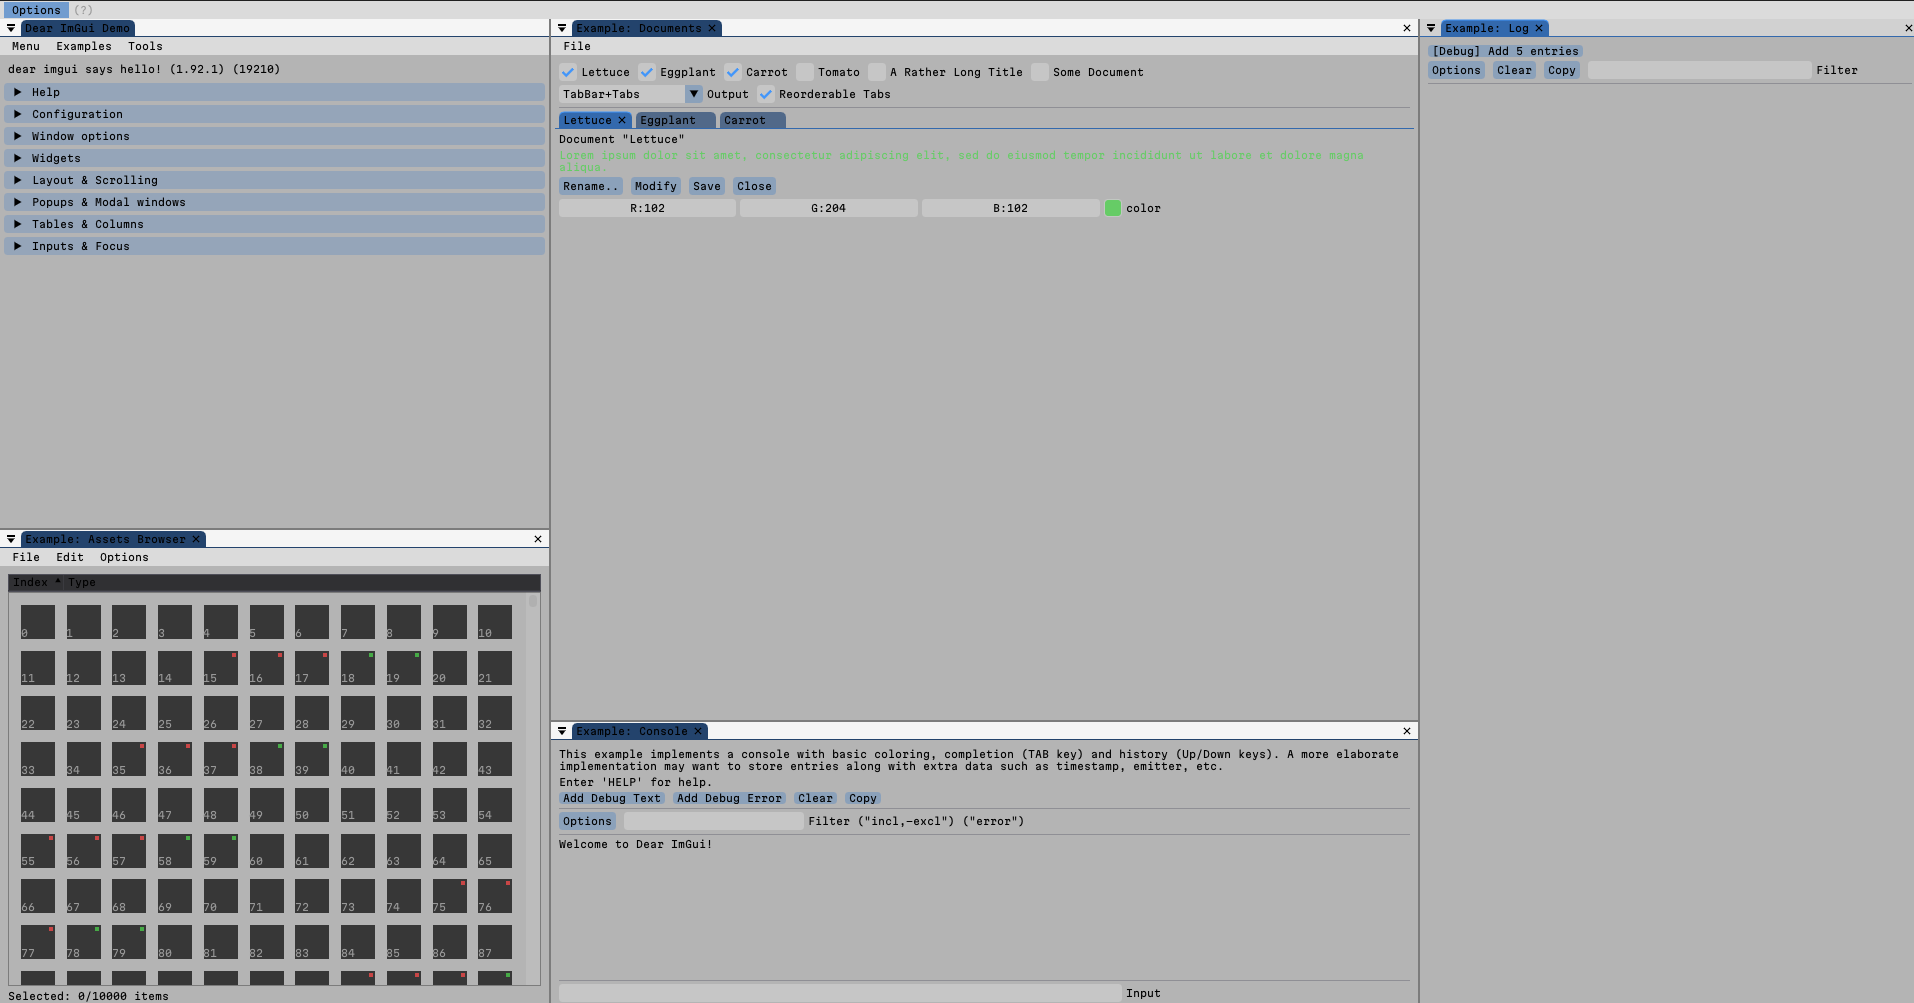 Options (?)
Dear ImGui Demo
Menu Examples Tools
dear imgui says hello! (1.92.1) (19210)
Help
Configuration
Window options
Widgets
Layout & Scrolling
Popups & Modal windows
Tables & Columns
Inputs & Focus
Example: Assets Browser
File Edit Options
Index Type
0 1 2 3 4 5 6 7 8 9 10
11 12 13 14 15 16 17 18 19 20 21
22 23 24 25 26 27 28 29 30 31 32
33 34 35 36 37 38 39 40 41 42 43
44 45 46 47 48 49 50 51 52 53 54
55 56 57 58 59 60 61 62 63 64 65
66 67 68 69 70 71 72 73 74 75 76
77 78 79 80 81 82 83 84 85 86 87
Selected: 0/10000 items
Example: Documents
File
Lettuce Eggplant Carrot Tomato A Rather Long Title Some Document
TabBar+Tabs Output Reorderable Tabs
Lettuce Eggplant Carrot
Document "Lettuce"
Lorem ipsum dolor sit amet, consectetur adipiscing elit, sed do eiusmod tempor incididunt ut labore et dolore magna
aliqua.
Rename.. Modify Save Close
R:102 G:204 B:102 color
Example: Console
This example implements a console with basic coloring, completion (TAB key) and history (Up/Down keys). A more elaborate
implementation may want to store entries along with extra data such as timestamp, emitter, etc.
Enter 'HELP' for help.
Add Debug Text Add Debug Error Clear Copy
Options Filter ("incl,-excl") ("error")
Welcome to Dear ImGui!
Input
Example: Log
[Debug] Add 5 entries
Options Clear Copy Filter